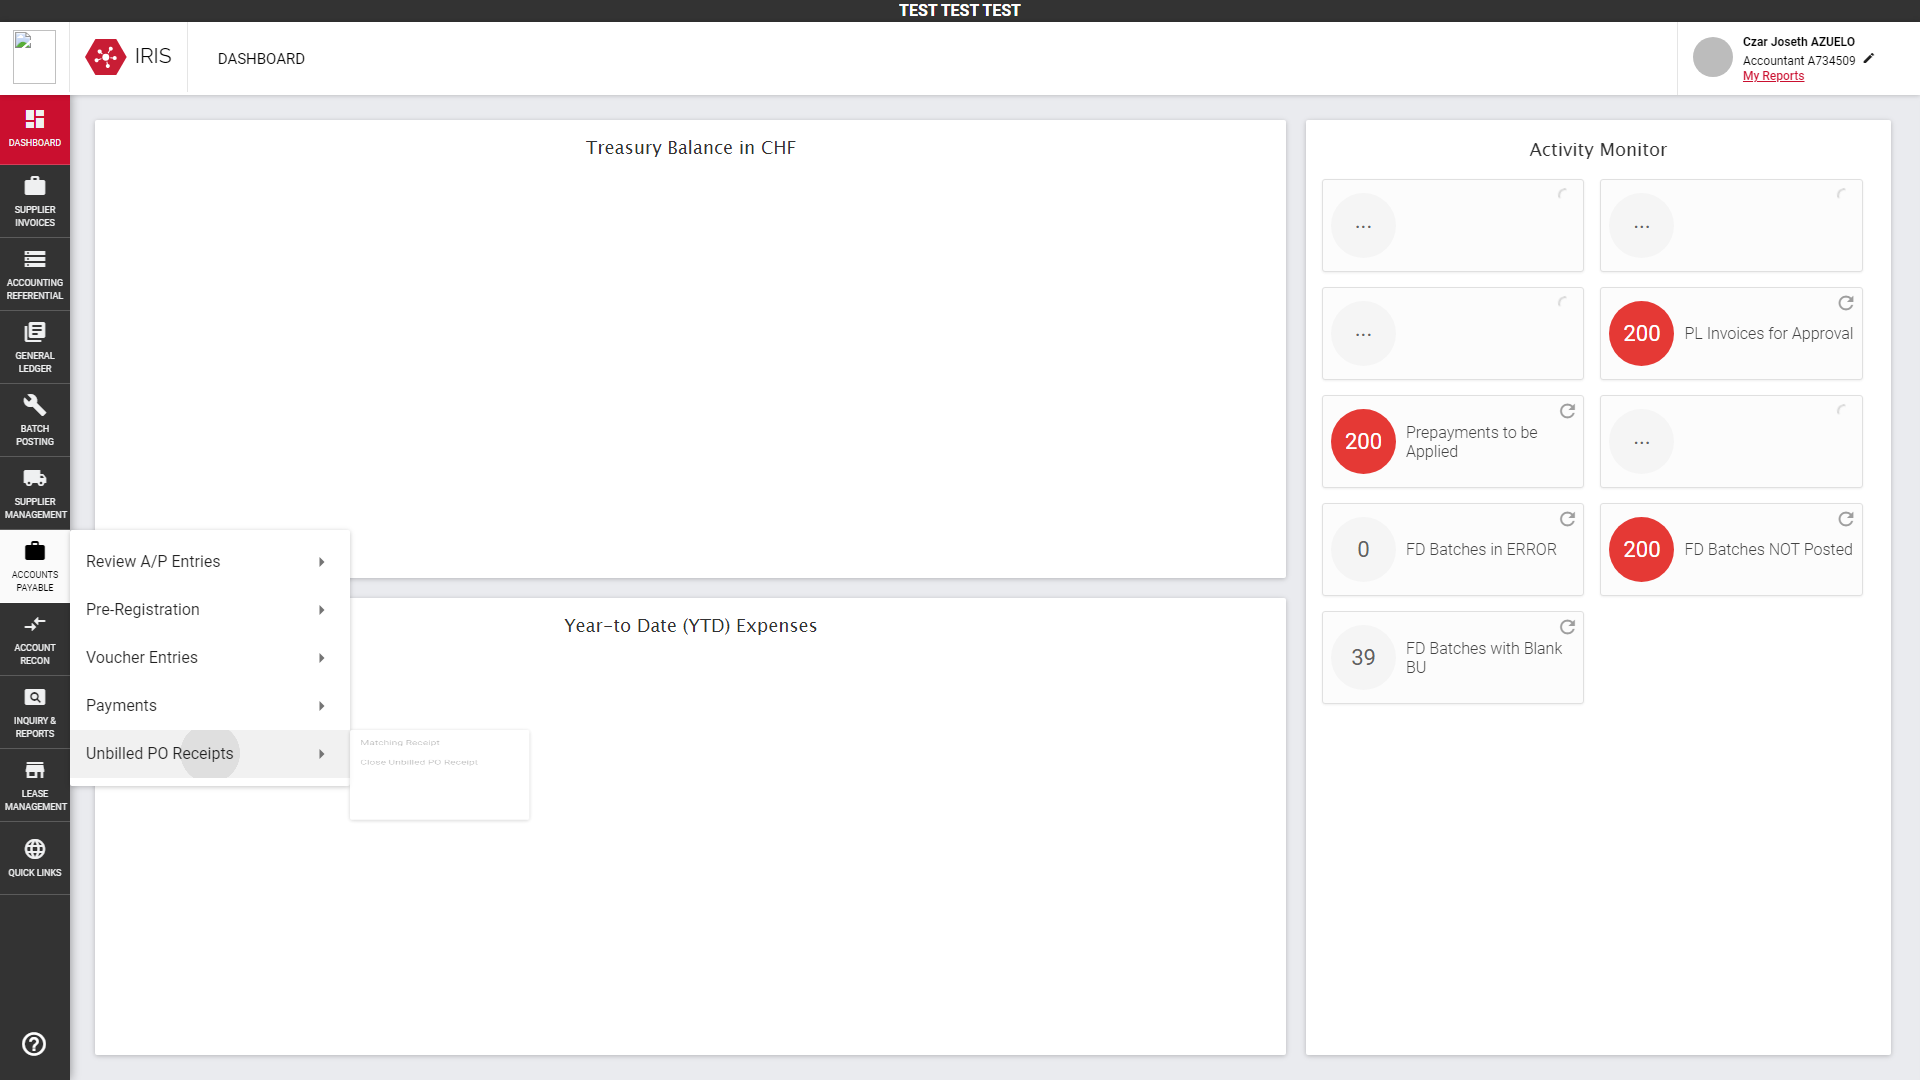 TEST TEST TEST
IRIS
DASHBOARD
Czar Joseth AZUELO
Accountant A734509
My Reports
DASHBOARD
SUPPLIER
INVOICES
ACCOUNTING
REFERENTIAL
GENERAL
LEDGER
BATCH
POSTING
SUPPLIER
MANAGEMENT
ACCOUNTS
PAYABLE
ACCOUNT
RECON
INQUIRY &
REPORTS
LEASE
MANAGEMENT
QUICK LINKS
Review A/P Entries
Pre-Registration
Voucher Entries
Payments
Unbilled PO Receipts
Matching Receipt
Close Unbilled PO Receipt
Treasury Balance in CHF
Year-to Date (YTD) Expenses
Activity Monitor
...
...
...
200 PL Invoices for Approval
200 Prepayments to be
Applied
...
0 FD Batches in ERROR
200 FD Batches NOT Posted
39 FD Batches with Blank
BU